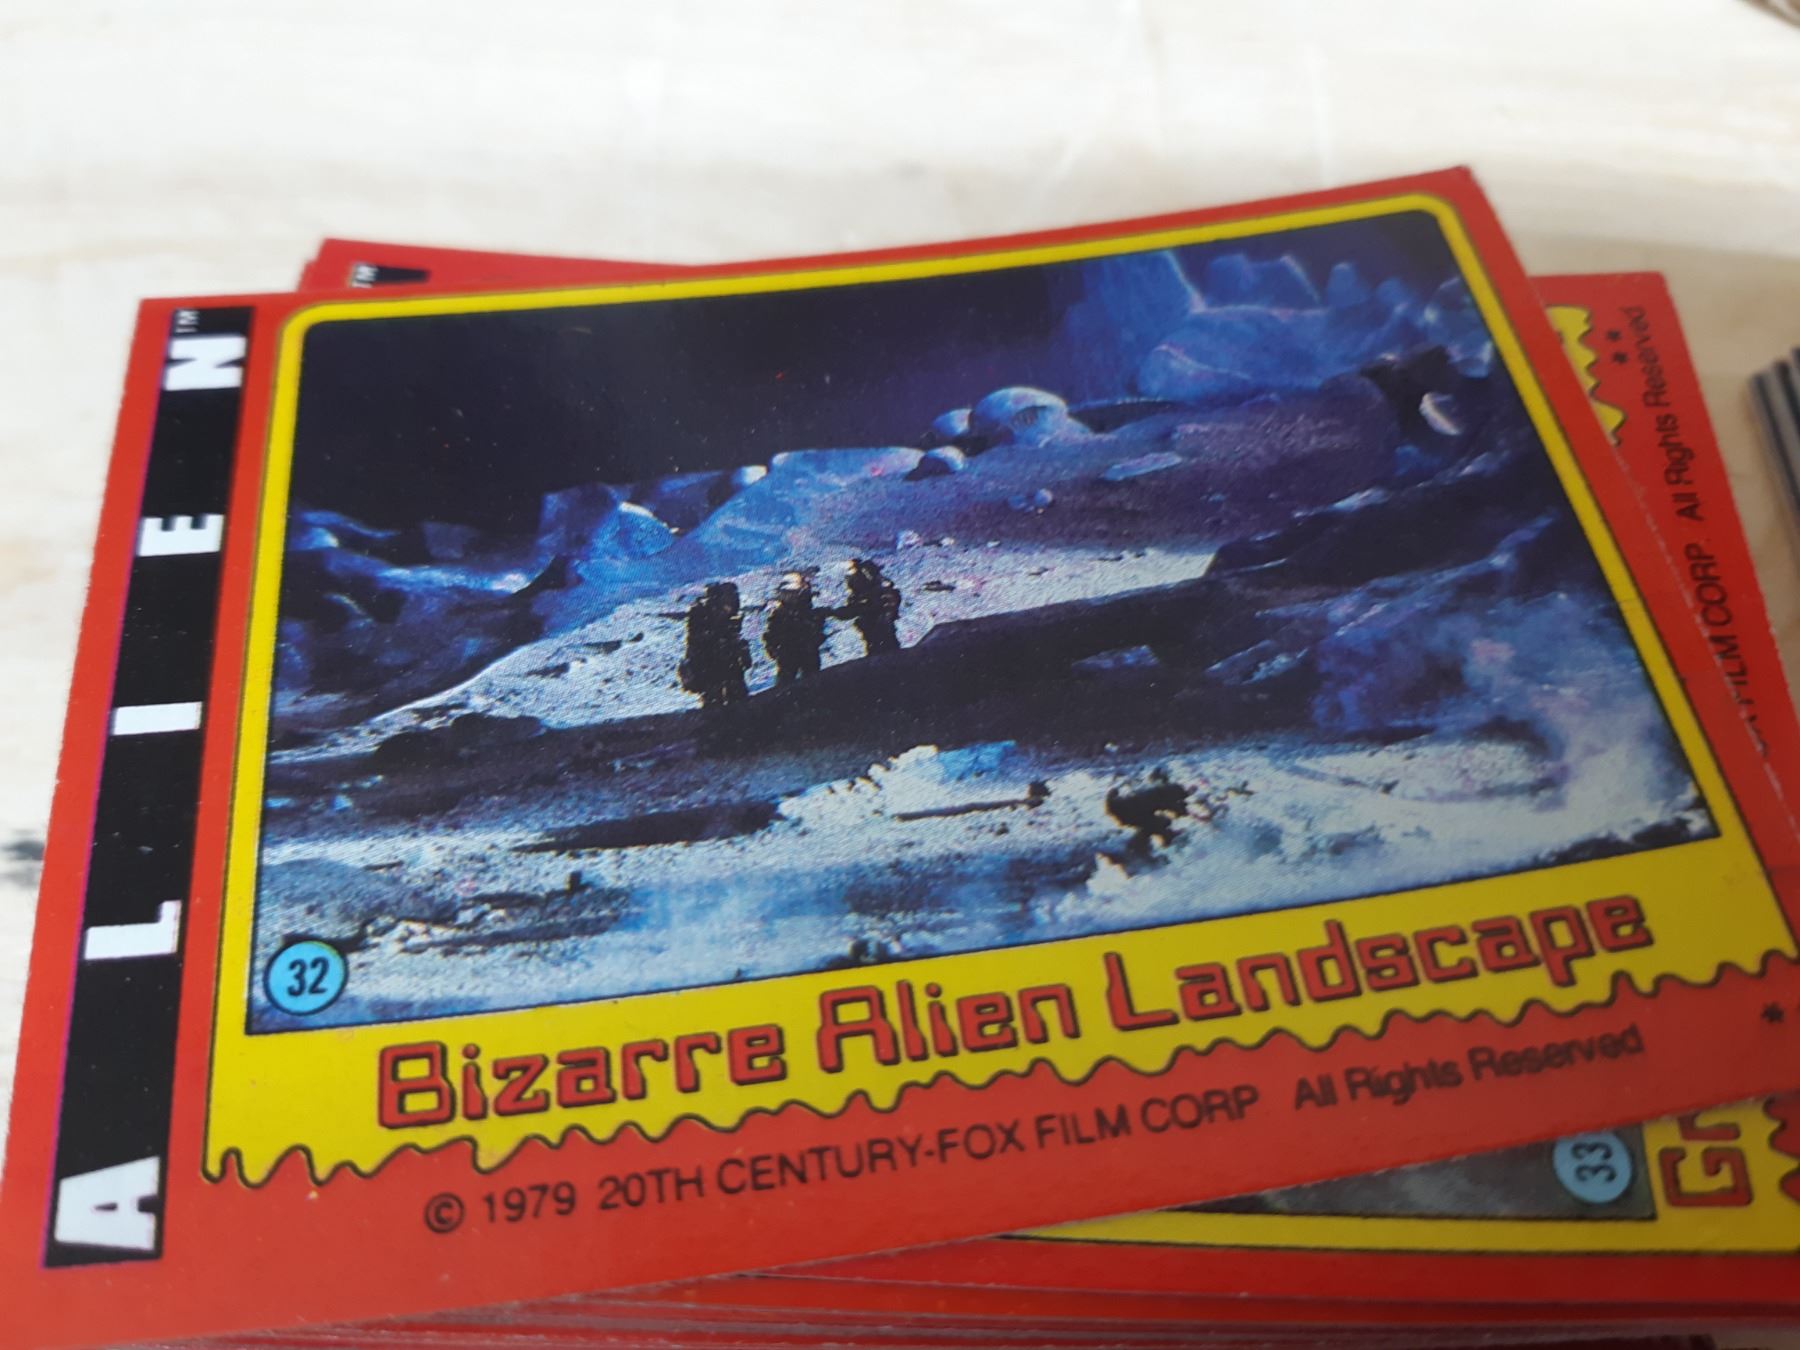 ALIEN™
32
Bizarre Alien Landscape
© 1979 20TH CENTURY-FOX FILM CORP. All Rights Reserved
* *
TM
* *
FILM CORP. All Rights Reserved
33